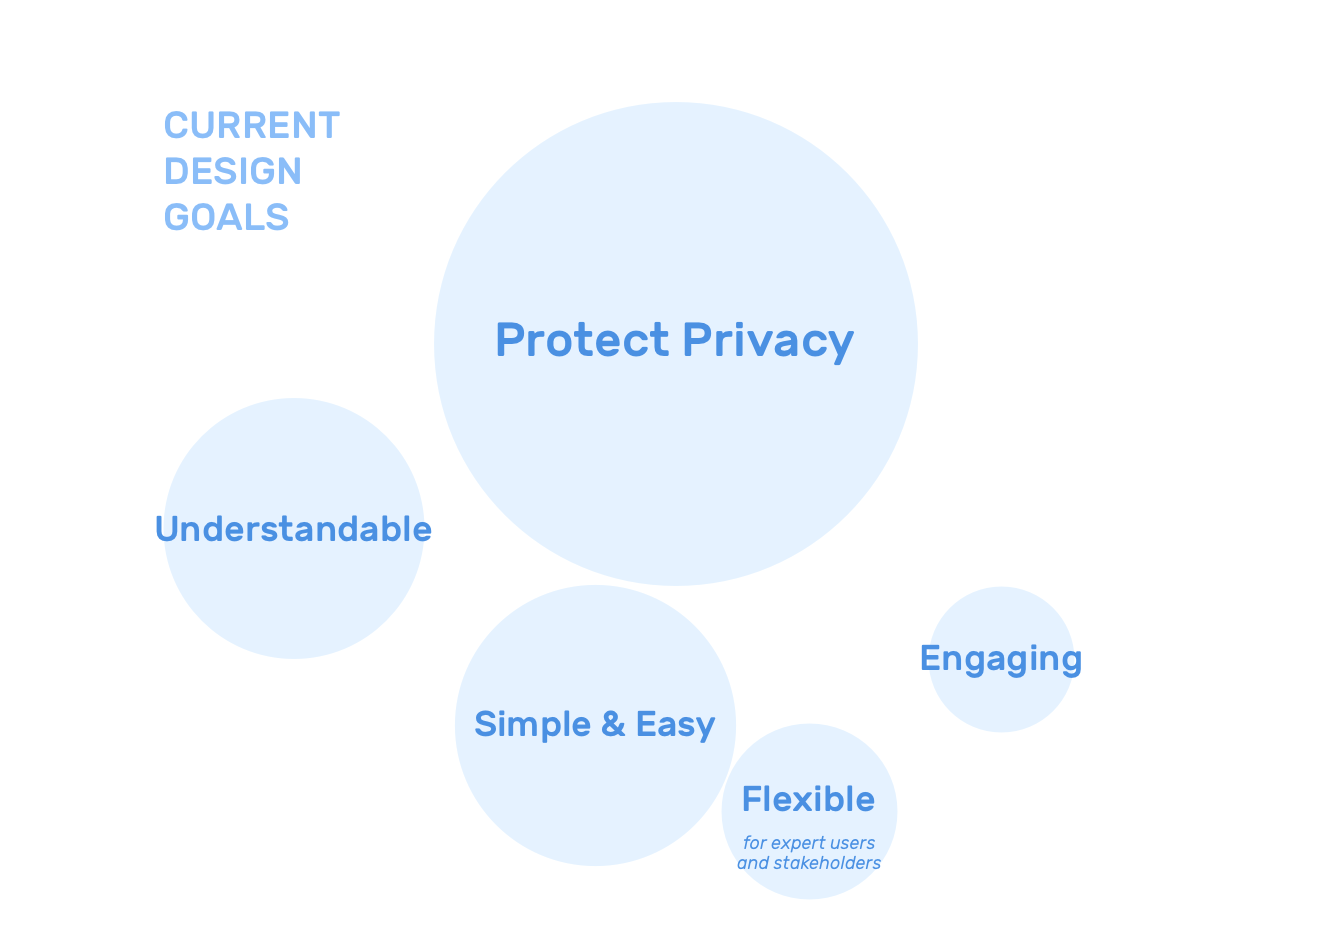 CURRENT
DESIGN
GOALS
Protect Privacy
Understandable
Simple & Easy
Engaging
Flexible
for expert users
and stakeholders